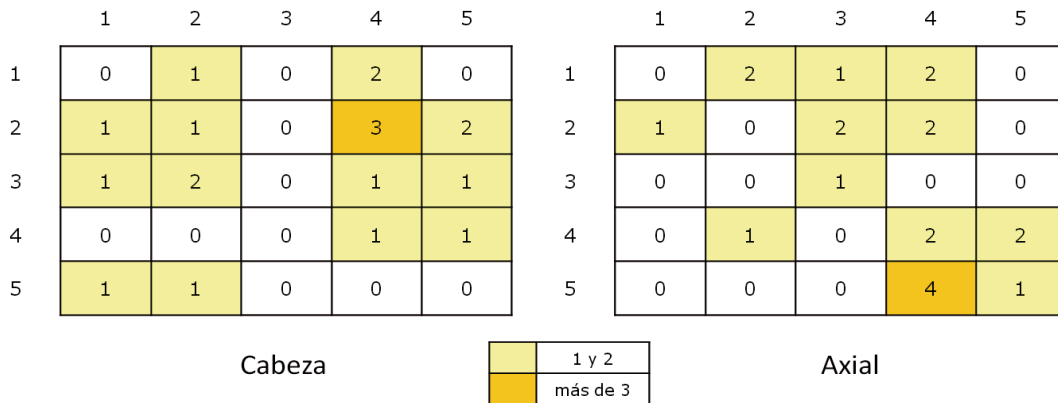 1 2 3 4 5 1 2 3 4 5
1 0 1 0 2 0 1 0 2 1 2 0
2 1 1 0 3 2 2 1 0 2 2 0
3 1 2 0 1 1 3 0 0 1 0 0
4 0 0 0 1 1 4 0 1 0 2 2
5 1 1 0 0 0 5 0 0 0 4 1
Cabeza
1 y 2
más de 3
Axial